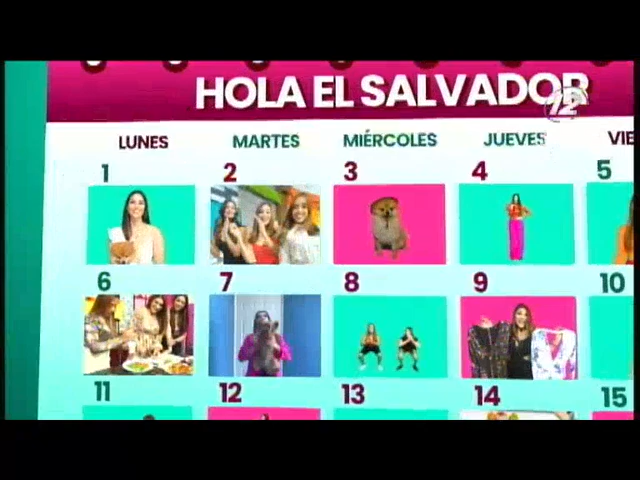 HOLA EL SALVADOR
12
LUNES MARTES MIÉRCOLES JUEVES VIE
1 2 3 4 5
6 7 8 9 10
11 12 13 14 15